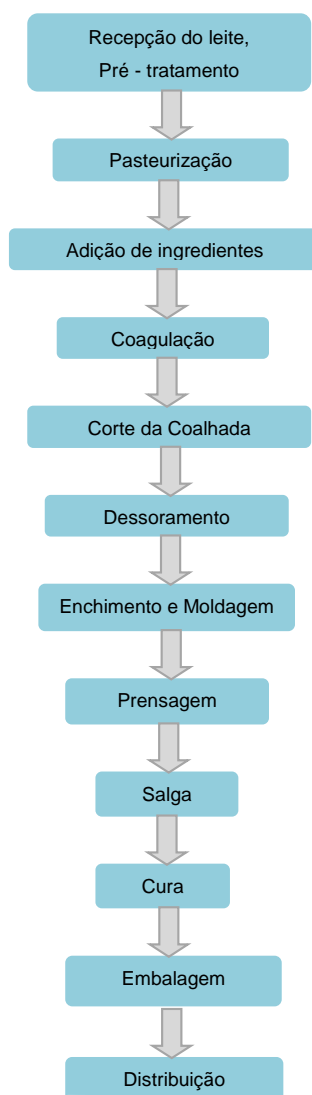 Recepção do leite,
Pré - tratamento
Pasteurização
Adição de ingredientes
Coagulação
Corte da Coalhada
Dessoramento
Enchimento e Moldagem
Prensagem
Salga
Cura
Embalagem
Distribuição